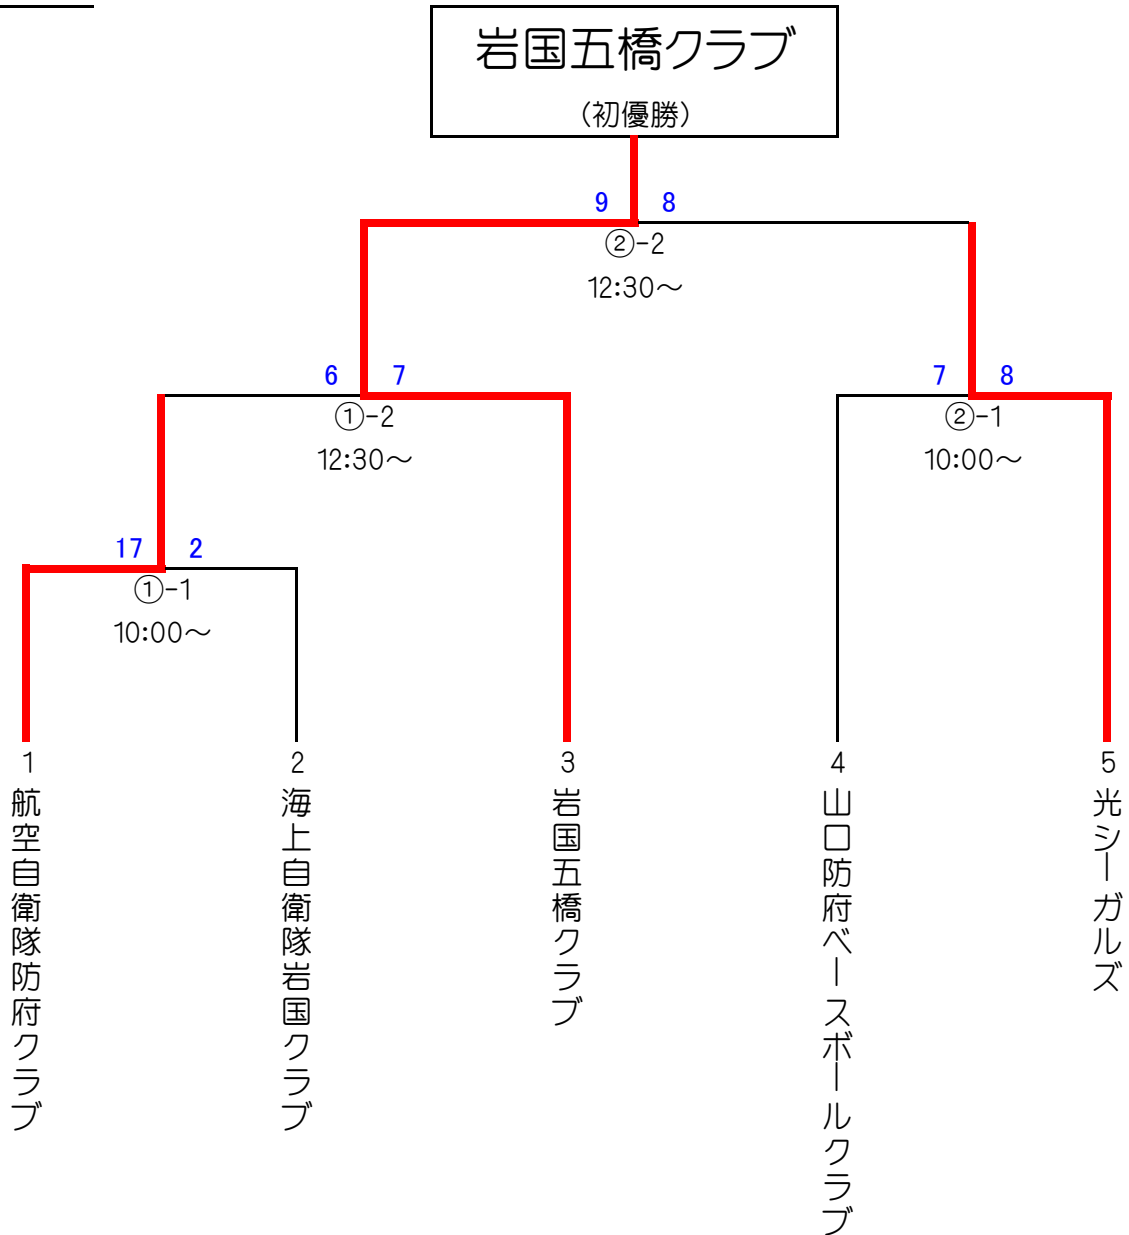 岩国五橋クラブ
(初優勝)
9 8
②-2
12:30～
6 7
①-2
12:30～
7 8
②-1
10:00～
17 2
①-1
10:00～
1 2 3 4 5
航空自衛隊防府クラブ
海上自衛隊岩国クラブ
岩国五橋クラブ
山口防府ベースボールクラブ
光シーガルズ